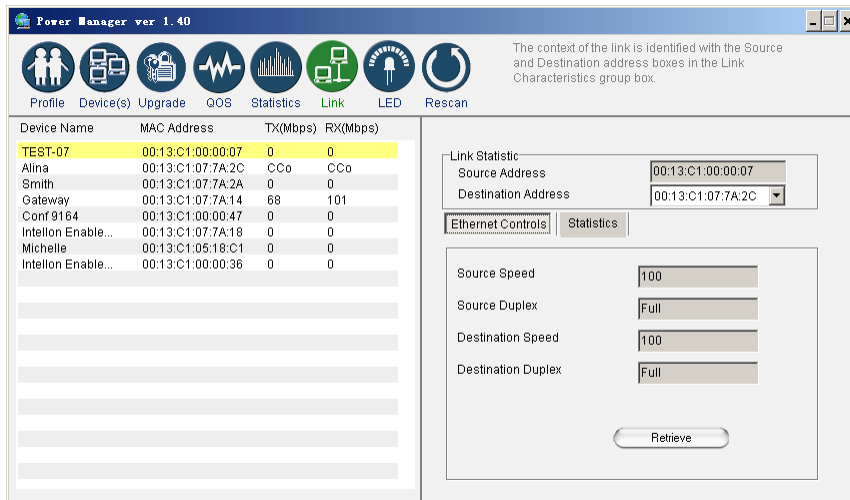 Power Manager ver 1.40
Profile Device(s) Upgrade QOS Statistics Link LED Rescan
The context of the link is identified with the Source
and Destination address boxes in the Link
Characteristics group box.
Device Name MAC Address TX(Mbps) RX(Mbps)
TEST-07 00:13:C1:00:00:07 0 0
Alina 00:13:C1:07:7A:2C CCo CCo
Smith 00:13:C1:07:7A:2A 0 0
Gateway 00:13:C1:07:7A:14 68 101
Conf 9164 00:13:C1:00:00:47 0 0
Intellon Enable... 00:13:C1:07:7A:18 0 0
Michelle 00:13:C1:05:18:C1 0 0
Intellon Enable... 00:13:C1:00:00:36 0 0
Link Statistic
Source Address 00:13:C1:00:00:07
Destination Address 00:13:C1:07:7A:2C
Ethernet Controls Statistics
Source Speed 100
Source Duplex Full
Destination Speed 100
Destination Duplex Full
Retrieve